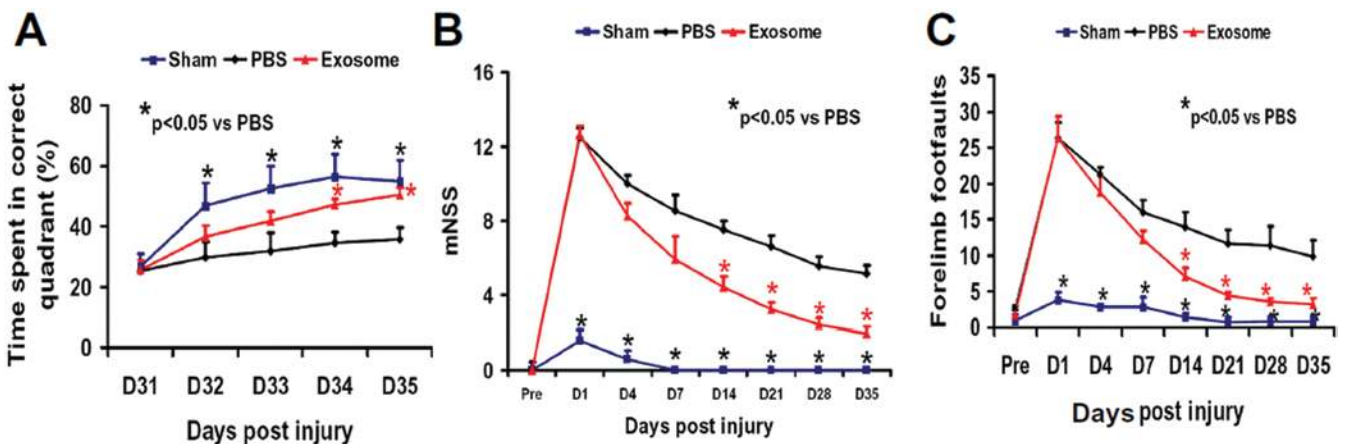 A
Sham PBS Exosome
* p<0.05 vs PBS
Time spent in correct
quadrant (%)
80
60
40
20
0
* * * *
* *
D31 D32 D33 D34 D35
Days post injury
B
Sham PBS Exosome
* p<0.05 vs PBS
mNSS
16
12
8
4
0
* * * *
* * * * * * *
Pre D1 D4 D7 D14 D21 D28 D35
Days post injury
C
Sham PBS Exosome
* p<0.05 vs PBS
Forelimb footfaults
35
30
25
20
15
10
5
0
* * * *
* * * * * * *
Pre D1 D4 D7 D14 D21 D28 D35
Days post injury